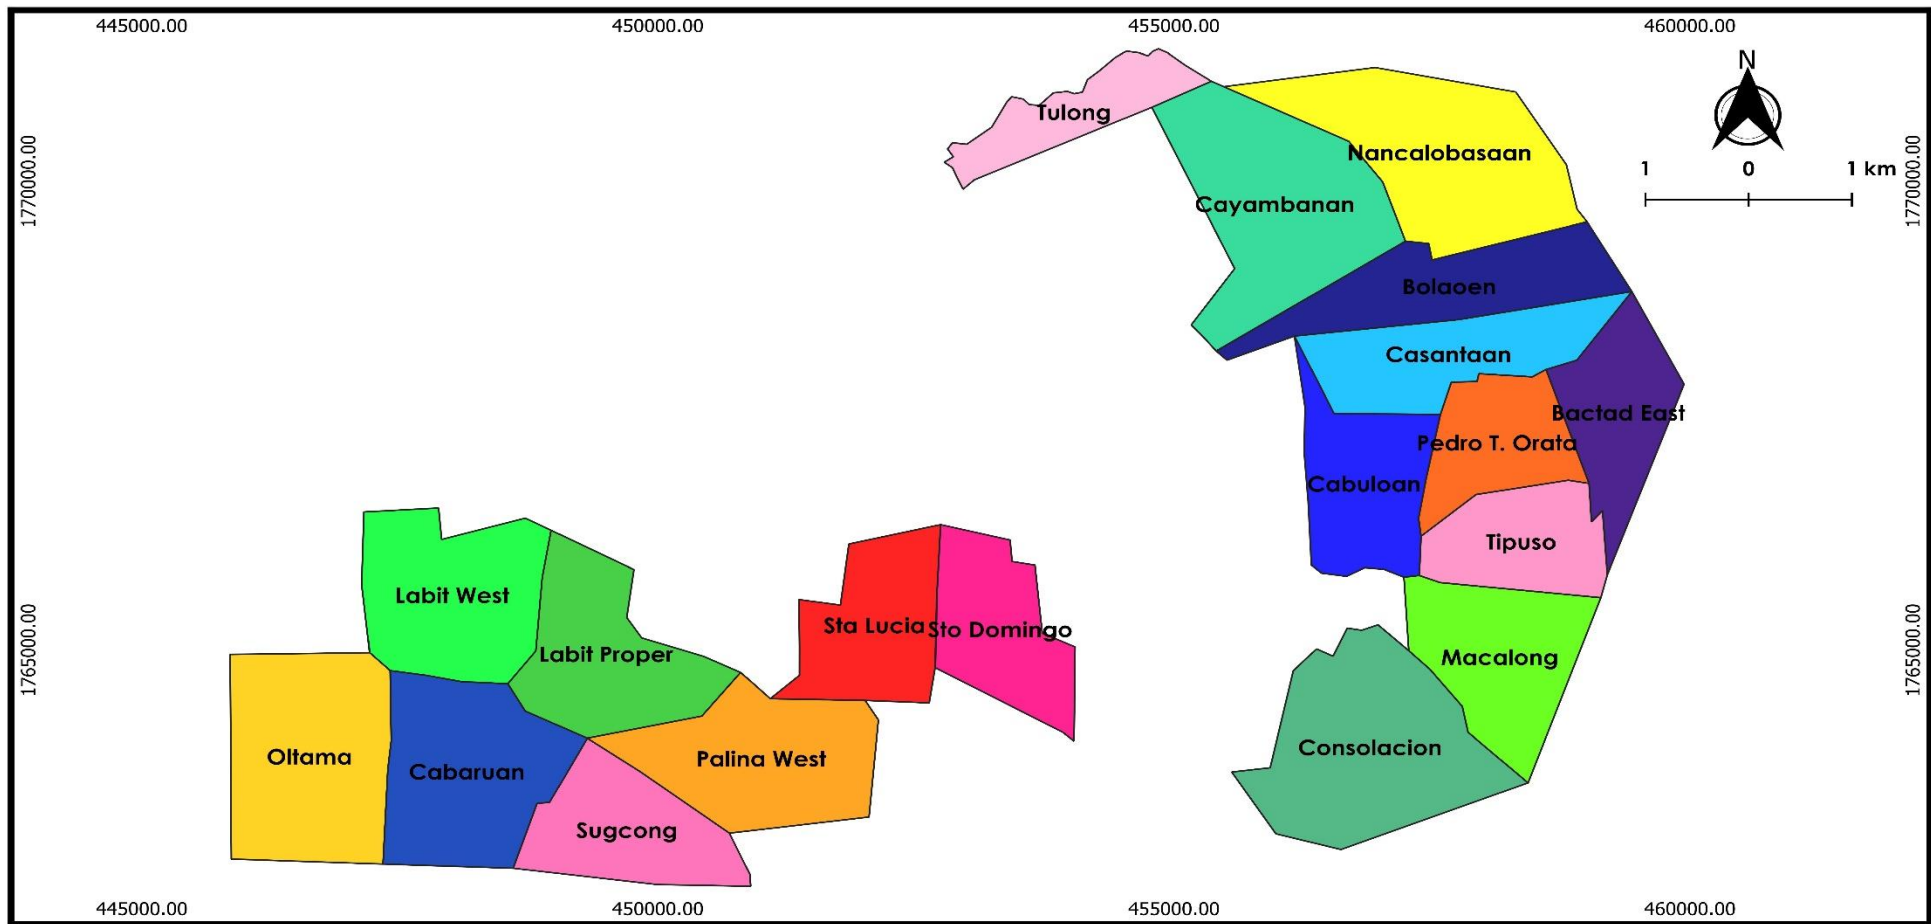 445000.00 450000.00 455000.00 460000.00
N
1 0 1 km
1770000.00
1770000.00
Tulong
Nancalobasaan
Cayambanan
Bolaoen
Casantaan
Bactad East
Pedro T. Orata
Cabuloan
Tipuso
Labit West
Sta Lucia
Sto Domingo
Labit Proper
Macalong
1765000.00
1765000.00
Consolacion
Oltama
Palina West
Cabaruan
Sugcong
445000.00 450000.00 455000.00 460000.00